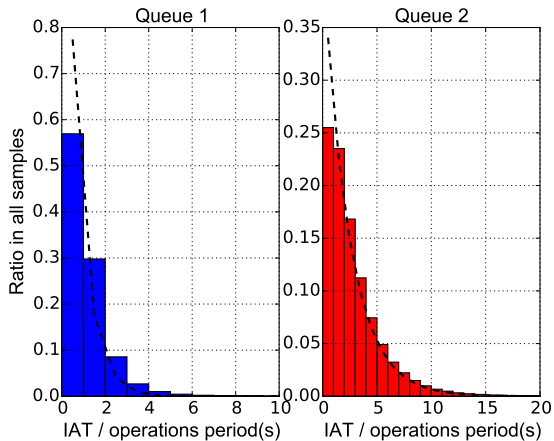 Queue 1
Queue 2
Ratio in all samples
0.8
0.7
0.6
0.5
0.4
0.3
0.2
0.1
0.0
0 2 4 6 8 10
IAT / operations period(s)
0.35
0.30
0.25
0.20
0.15
0.10
0.05
0.00
0 5 10 15 20
IAT / operations period(s)